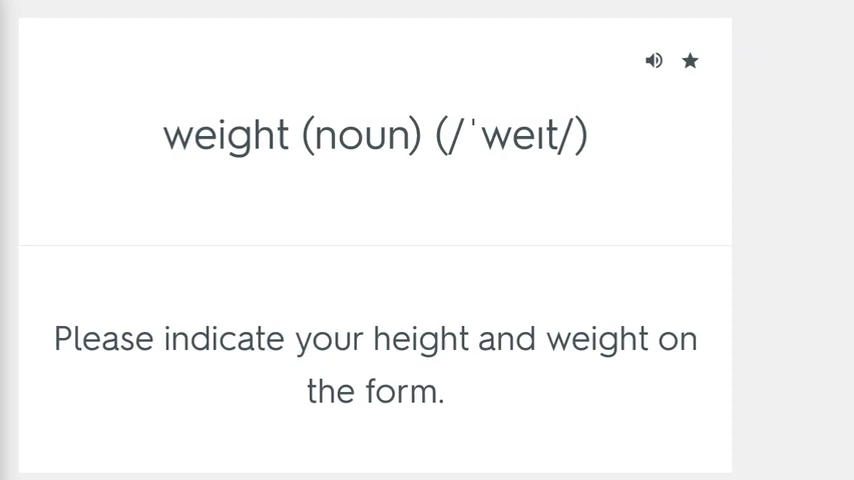 weight (noun) (/ˈweɪt/)
Please indicate your height and weight on
the form.